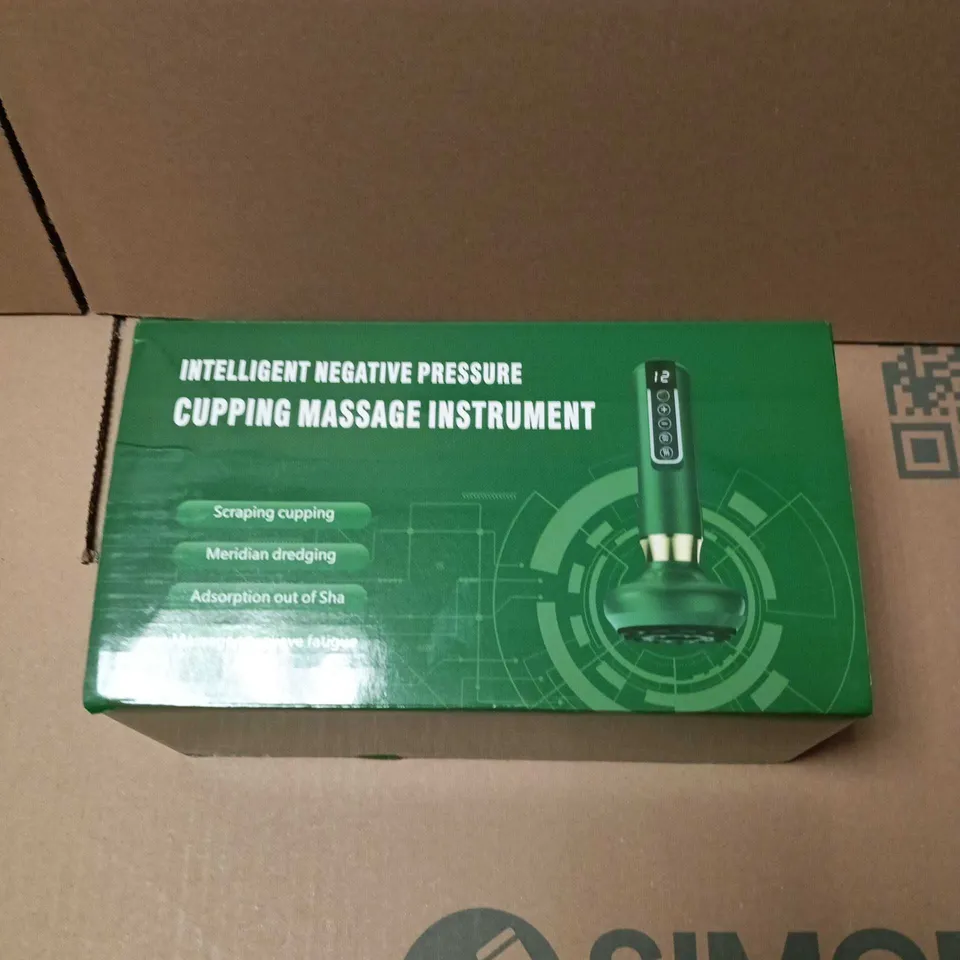 INTELLIGENT NEGATIVE PRESSURE
CUPPING MASSAGE INSTRUMENT
12
Scraping cupping
Meridian dredging
Adsorption out of Sha